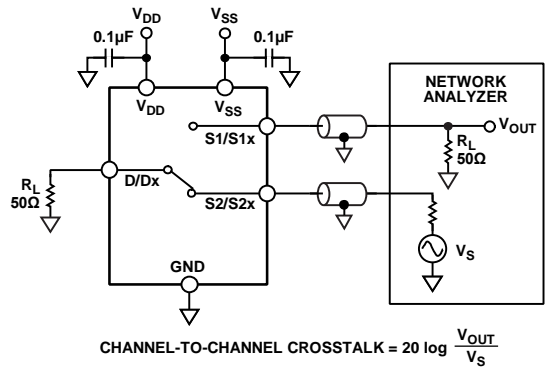 VDD
VSS
0.1µF
0.1µF
VDD
VSS
NETWORK
ANALYZER
S1/S1x
VOUT
RL
50Ω
RL
50Ω
D/Dx
S2/S2x
VS
GND
CHANNEL-TO-CHANNEL CROSSTALK = 20 log VOUT/VS